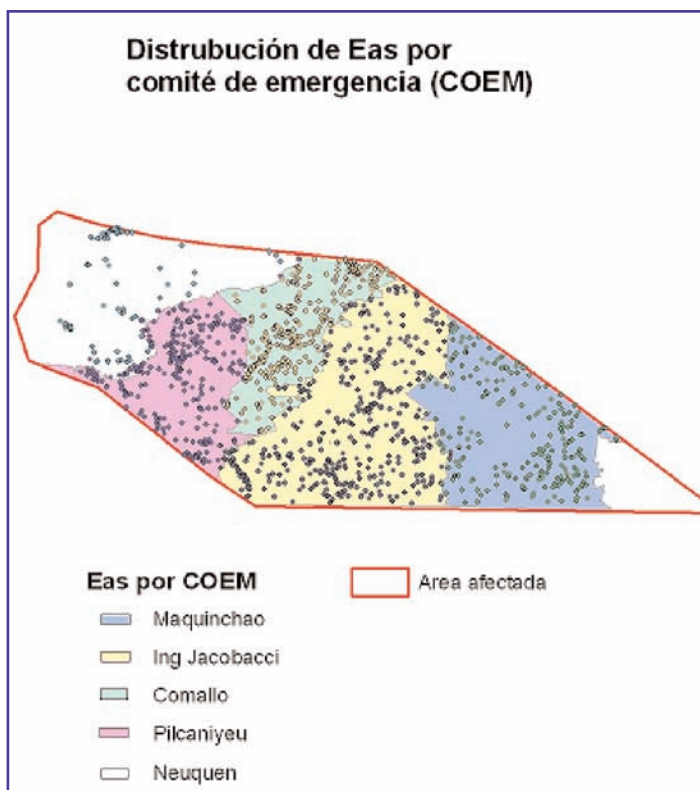 Distrubución de Eas por
comité de emergencia (COEM)
Eas por COEM
Area afectada
Maquinchao
Ing Jacobacci
Comallo
Pilcaniyeu
Neuquen